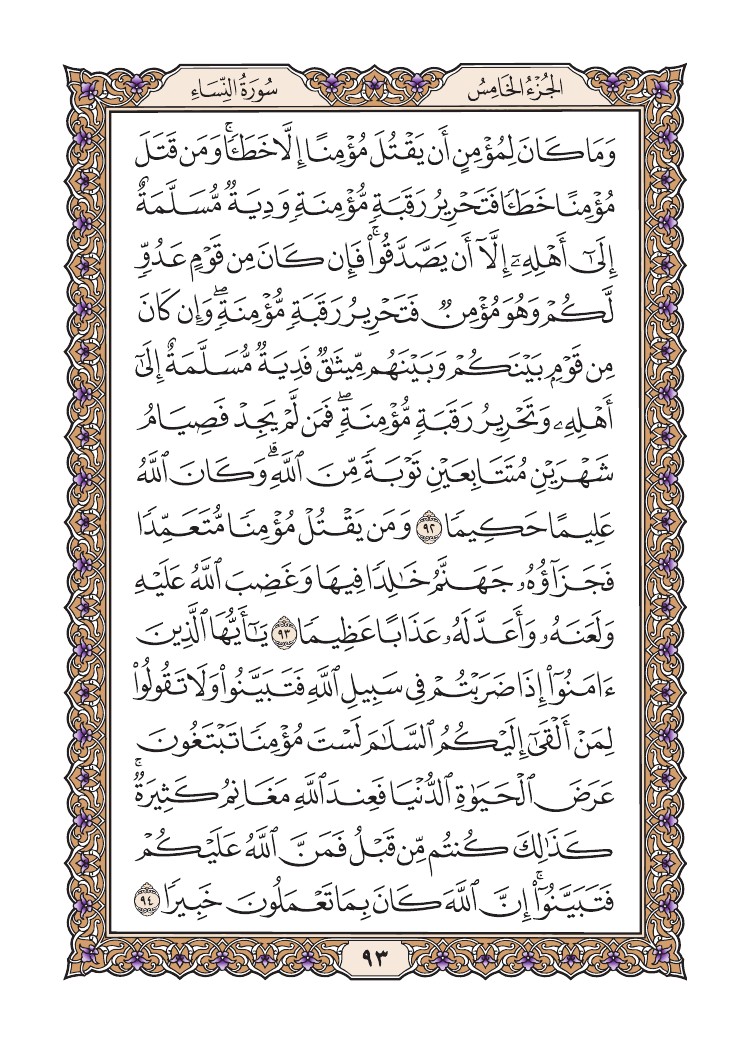 الجُزْءُ الخَامِسُ
سُورَةُ النِّسَاءِ
وَمَا كَانَ لِمُؤْمِنٍ أَن يَقْتُلَ مُؤْمِنًا إِلَّا خَطَـًٔاۚ وَمَن قَتَلَ
مُؤْمِنًا خَطَـًٔا فَتَحْرِيرُ رَقَبَةٍ مُّؤْمِنَةٍ وَدِيَةٌ مُّسَلَّمَةٌ
إِلَىٰٓ أَهْلِهِۦٓ إِلَّآ أَن يَصَّدَّقُوا۟ۚ فَإِن كَانَ مِن قَوْمٍ عَدُوٍّ
لَّكُمْ وَهُوَ مُؤْمِنٌ فَتَحْرِيرُ رَقَبَةٍ مُّؤْمِنَةٍۖ وَإِن كَانَ
مِن قَوْمٍۭ بَيْنَكُمْ وَبَيْنَهُم مِّيثَٰقٌ فَدِيَةٌ مُّسَلَّمَةٌ إِلَىٰٓ
أَهْلِهِۦ وَتَحْرِيرُ رَقَبَةٍ مُّؤْمِنَةٍۖ فَمَن لَّمْ يَجِدْ فَصِيَامُ
شَهْرَيْنِ مُتَتَابِعَيْنِ تَوْبَةً مِّنَ ٱللَّهِۗ وَكَانَ ٱللَّهُ
عَلِيمًا حَكِيمًا ٩٢ وَمَن يَقْتُلْ مُؤْمِنًا مُّتَعَمِّدًا
فَجَزَآؤُهُۥ جَهَنَّمُ خَٰلِدًا فِيهَا وَغَضِبَ ٱللَّهُ عَلَيْهِ
وَلَعَنَهُۥ وَأَعَدَّ لَهُۥ عَذَابًا عَظِيمًا ٩٣ يَٰٓأَيُّهَا ٱلَّذِينَ
ءَامَنُوٓا۟ إِذَا ضَرَبْتُمْ فِى سَبِيلِ ٱللَّهِ فَتَبَيَّنُوا۟ وَلَا تَقُولُوا۟
لِمَنْ أَلْقَىٰٓ إِلَيْكُمُ ٱلسَّلَٰمَ لَسْتَ مُؤْمِنًا تَبْتَغُونَ
عَرَضَ ٱلْحَيَوٰةِ ٱلدُّنْيَا فَعِندَ ٱللَّهِ مَغَانِمُ كَثِيرَةٌۚ
كَذَٰلِكَ كُنتُم مِّن قَبْلُ فَمَنَّ ٱللَّهُ عَلَيْكُمْ
فَتَبَيَّنُوٓا۟ۚ إِنَّ ٱللَّهَ كَانَ بِمَا تَعْمَلُونَ خَبِيرًا ٩٤
٩٣